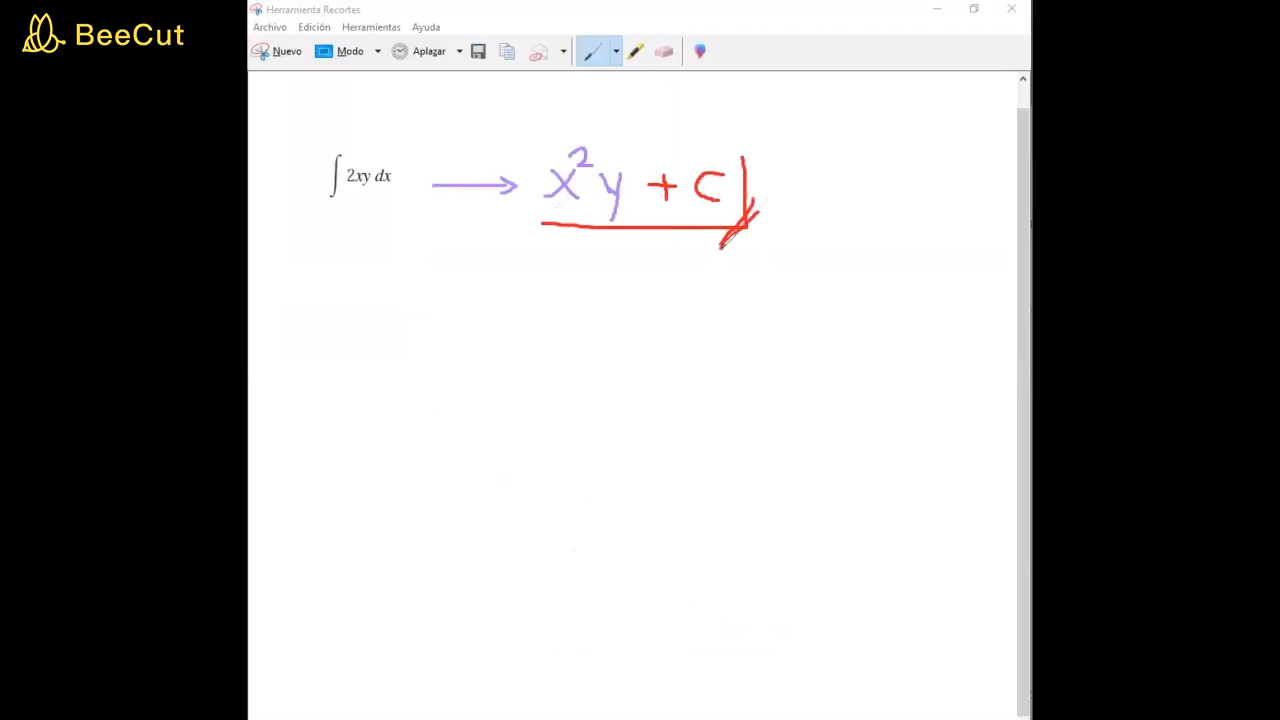 BeeCut
Herramienta Recortes
Archivo Edición Herramientas Ayuda
Nuevo Modo Aplazar
∫ 2xy dx → x²y + C